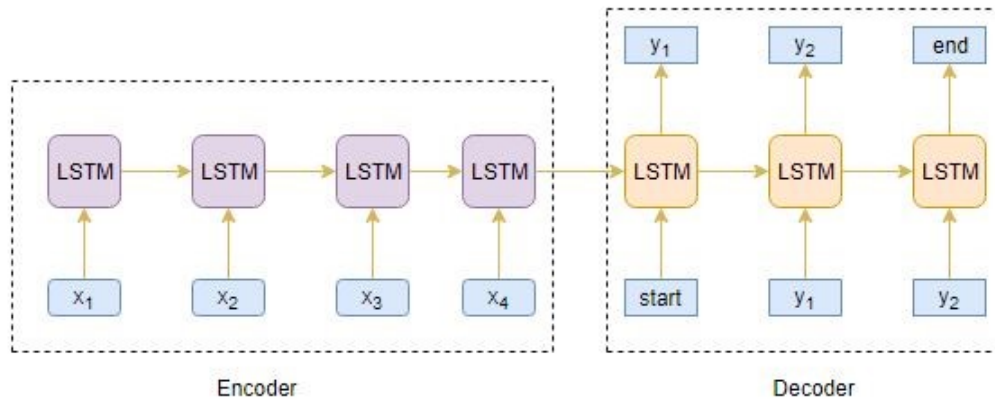 y₁ y₂ end
LSTM LSTM LSTM LSTM LSTM LSTM LSTM
x₁ x₂ x₃ x₄ start y₁ y₂
Encoder Decoder